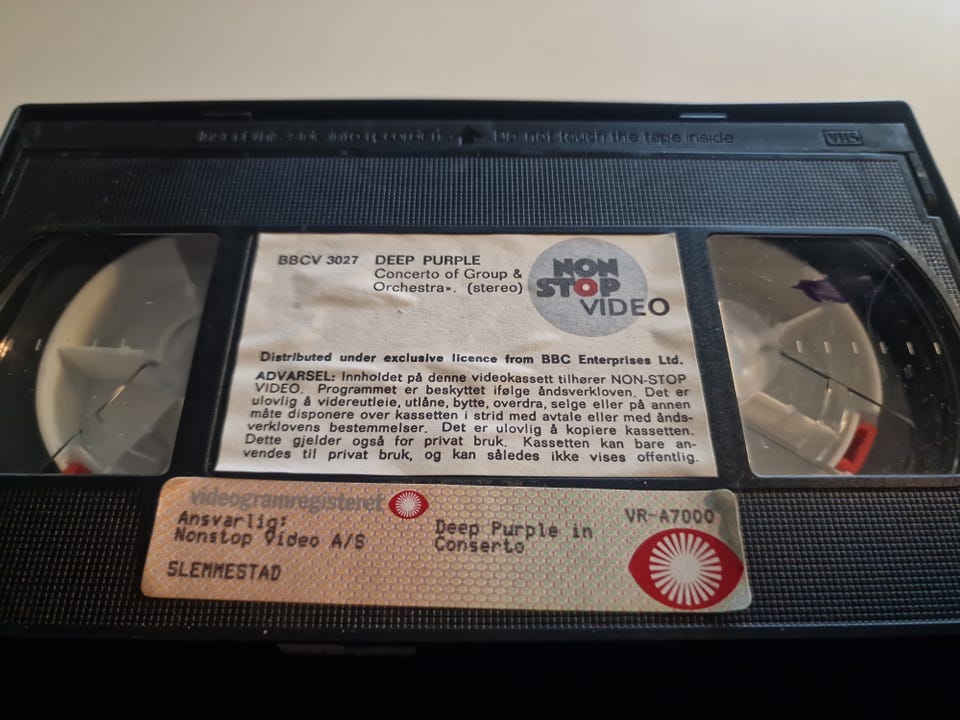 Insert this side into recorder Do not touch the tape inside VHS
BBCV 3027 DEEP PURPLE
Concerto of Group &
Orchestra». (stereo)
NON
STOP
VIDEO
Distributed under exclusive licence from BBC Enterprises Ltd.
ADVARSEL: Innholdet på denne videokassett tilhører NON-STOP
VIDEO. Programmet er beskyttet ifølge åndsverkloven. Det er
ulovlig å videreutleie, utlåne, bytte, overdra, selge eller på annen
måte disponere over kassetten i strid med avtale eller med ånds-
verklovens bestemmelser. Det er ulovlig å kopiere kassetten.
Dette gjelder også for privat bruk. Kassetten kan bare an-
vendes til privat bruk, og kan således ikke vises offentlig.
videogramregisteret
Ansvarlig:
Nonstop Video A/S
SLEMMESTAD
Deep Purple in
Conserto
VR-A7000